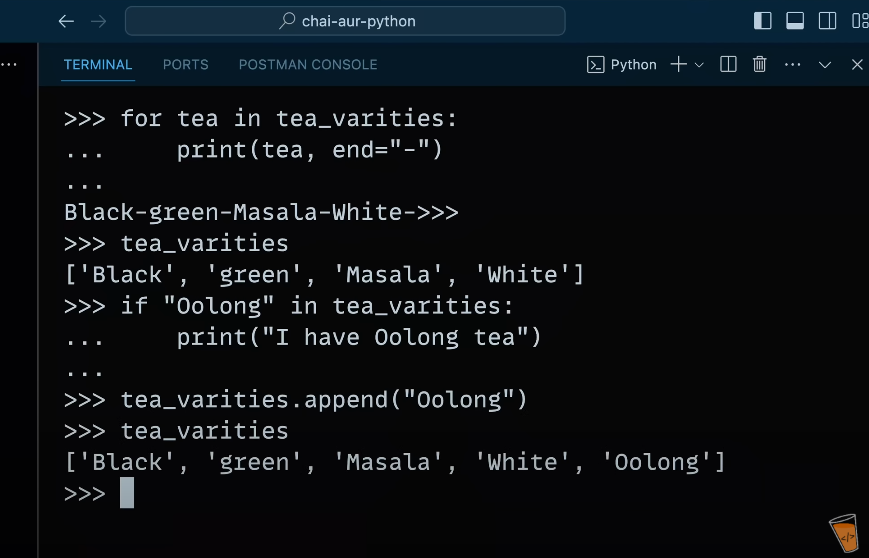 chai-aur-python
TERMINAL PORTS POSTMAN CONSOLE Python
>>> for tea in tea_varities:
...     print(tea, end="-")
...
Black-green-Masala-White->>>
>>> tea_varities
['Black', 'green', 'Masala', 'White']
>>> if "Oolong" in tea_varities:
...     print("I have Oolong tea")
...
>>> tea_varities.append("Oolong")
>>> tea_varities
['Black', 'green', 'Masala', 'White', 'Oolong']
>>>